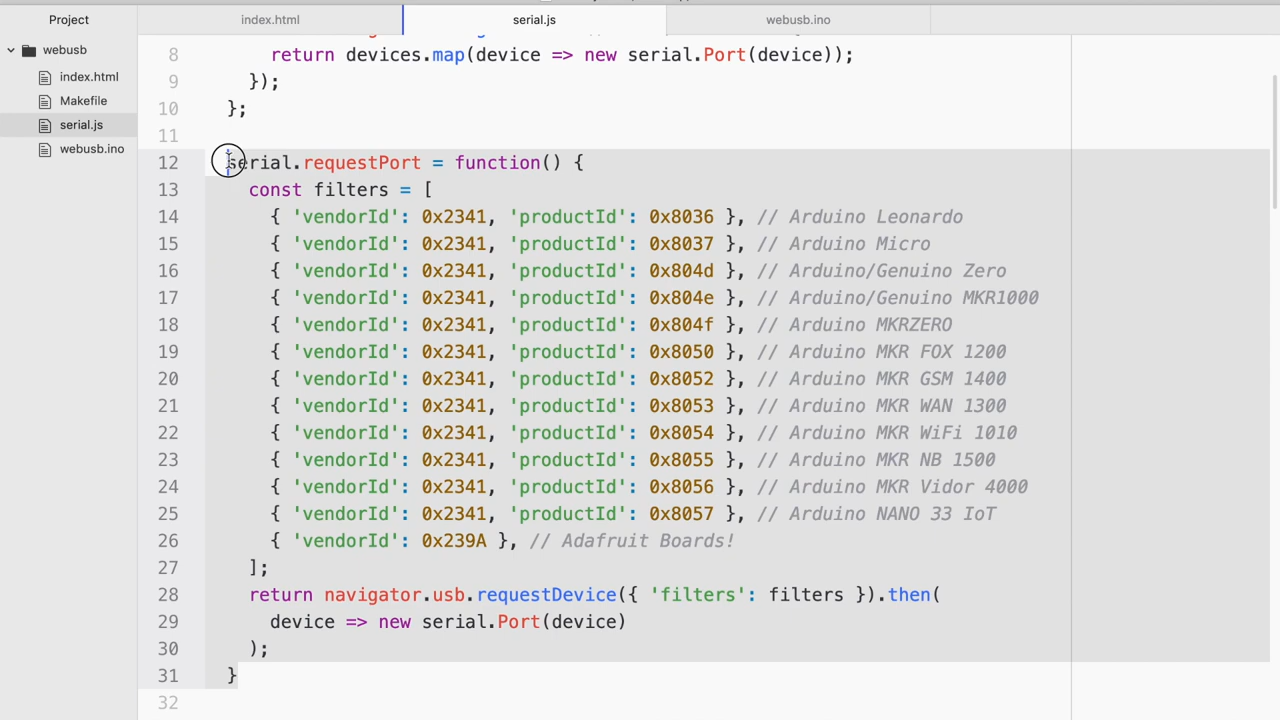 Project
index.html
serial.js
webusb.ino
webusb
index.html
Makefile
serial.js
webusb.ino
8 return devices.map(device => new serial.Port(device));
9 });
10 };
11
12 serial.requestPort = function() {
13 const filters = [
14 { 'vendorId': 0x2341, 'productId': 0x8036 }, // Arduino Leonardo
15 { 'vendorId': 0x2341, 'productId': 0x8037 }, // Arduino Micro
16 { 'vendorId': 0x2341, 'productId': 0x804d }, // Arduino/Genuino Zero
17 { 'vendorId': 0x2341, 'productId': 0x804e }, // Arduino/Genuino MKR1000
18 { 'vendorId': 0x2341, 'productId': 0x804f }, // Arduino MKRZERO
19 { 'vendorId': 0x2341, 'productId': 0x8050 }, // Arduino MKR FOX 1200
20 { 'vendorId': 0x2341, 'productId': 0x8052 }, // Arduino MKR GSM 1400
21 { 'vendorId': 0x2341, 'productId': 0x8053 }, // Arduino MKR WAN 1300
22 { 'vendorId': 0x2341, 'productId': 0x8054 }, // Arduino MKR WiFi 1010
23 { 'vendorId': 0x2341, 'productId': 0x8055 }, // Arduino MKR NB 1500
24 { 'vendorId': 0x2341, 'productId': 0x8056 }, // Arduino MKR Vidor 4000
25 { 'vendorId': 0x2341, 'productId': 0x8057 }, // Arduino NANO 33 IoT
26 { 'vendorId': 0x239A }, // Adafruit Boards!
27 ];
28 return navigator.usb.requestDevice({ 'filters': filters }).then(
29 device => new serial.Port(device)
30 );
31 }
32